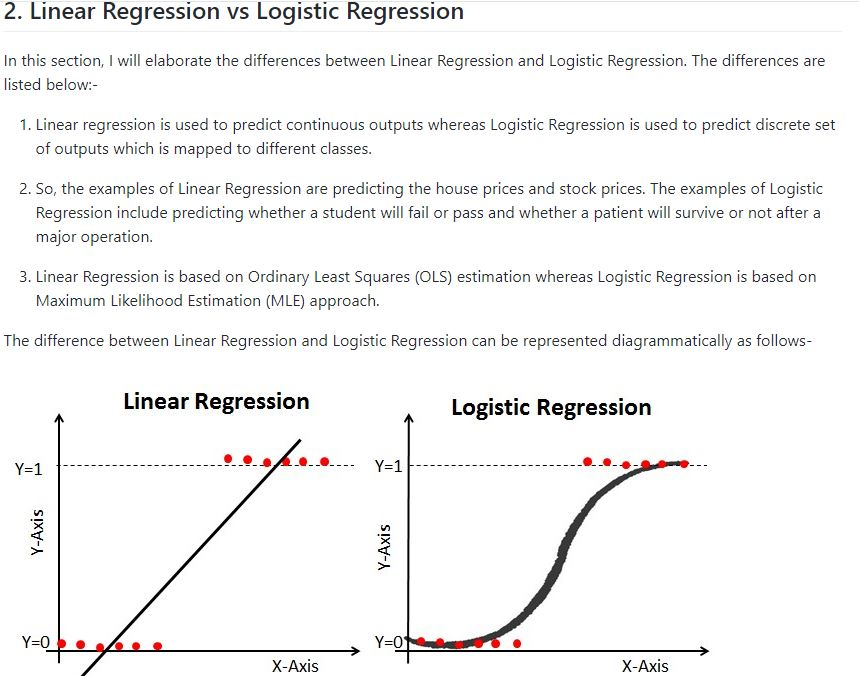 2. Linear Regression vs Logistic Regression
In this section, I will elaborate the differences between Linear Regression and Logistic Regression. The differences are
listed below:-
1. Linear regression is used to predict continuous outputs whereas Logistic Regression is used to predict discrete set
of outputs which is mapped to different classes.
2. So, the examples of Linear Regression are predicting the house prices and stock prices. The examples of Logistic
Regression include predicting whether a student will fail or pass and whether a patient will survive or not after a
major operation.
3. Linear Regression is based on Ordinary Least Squares (OLS) estimation whereas Logistic Regression is based on
Maximum Likelihood Estimation (MLE) approach.
The difference between Linear Regression and Logistic Regression can be represented diagrammatically as follows-
Linear Regression
Y=1
Y-Axis
Y=0
X-Axis
Logistic Regression
Y=1
Y-Axis
Y=0
X-Axis